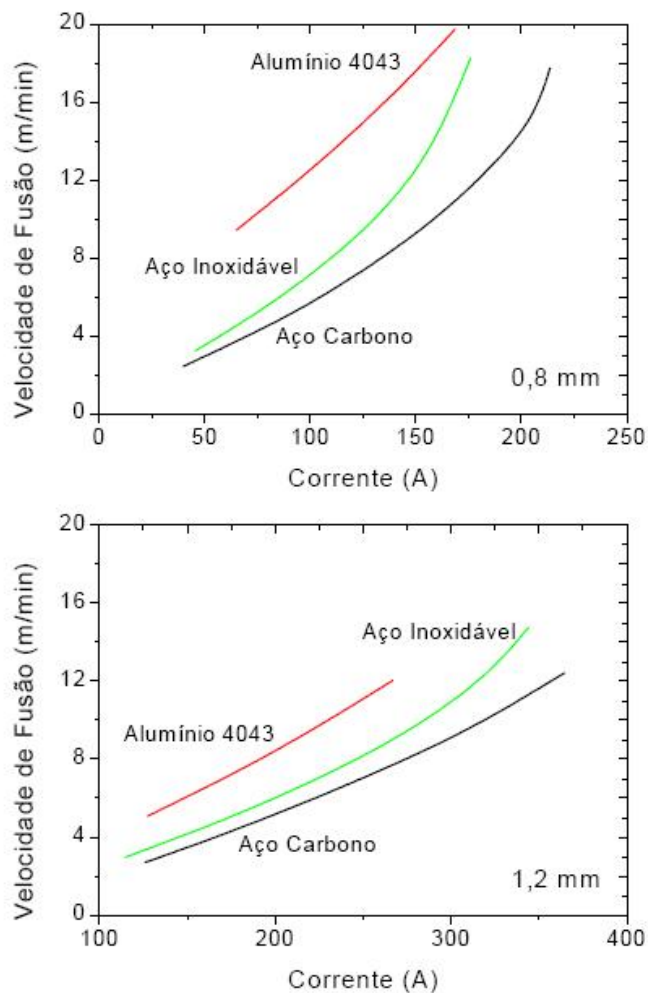 20
16
12
8
4
0
Velocidade de Fusão (m/min)
Alumínio 4043
Aço Inoxidável
Aço Carbono
0,8 mm
0 50 100 150 200 250
Corrente (A)
20
16
12
8
4
0
Velocidade de Fusão (m/min)
Aço Inoxidável
Alumínio 4043
Aço Carbono
1,2 mm
100 200 300 400
Corrente (A)